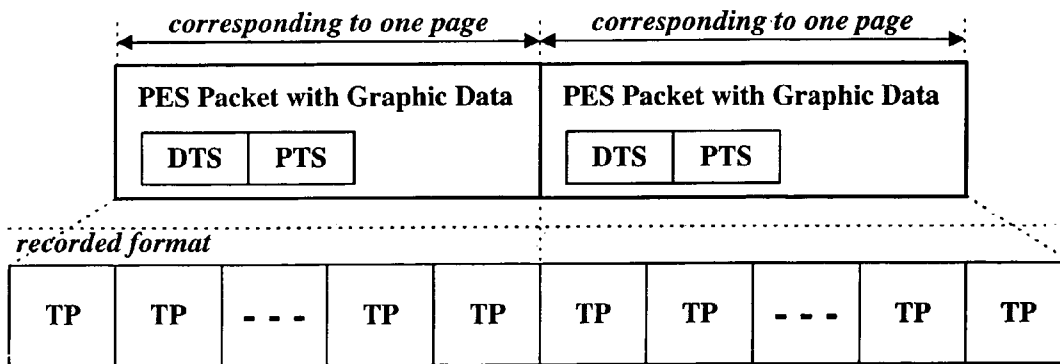 corresponding to one page corresponding to one page
PES Packet with Graphic Data PES Packet with Graphic Data
DTS PTS DTS PTS
recorded format
TP TP - - - TP TP TP TP - - - TP TP